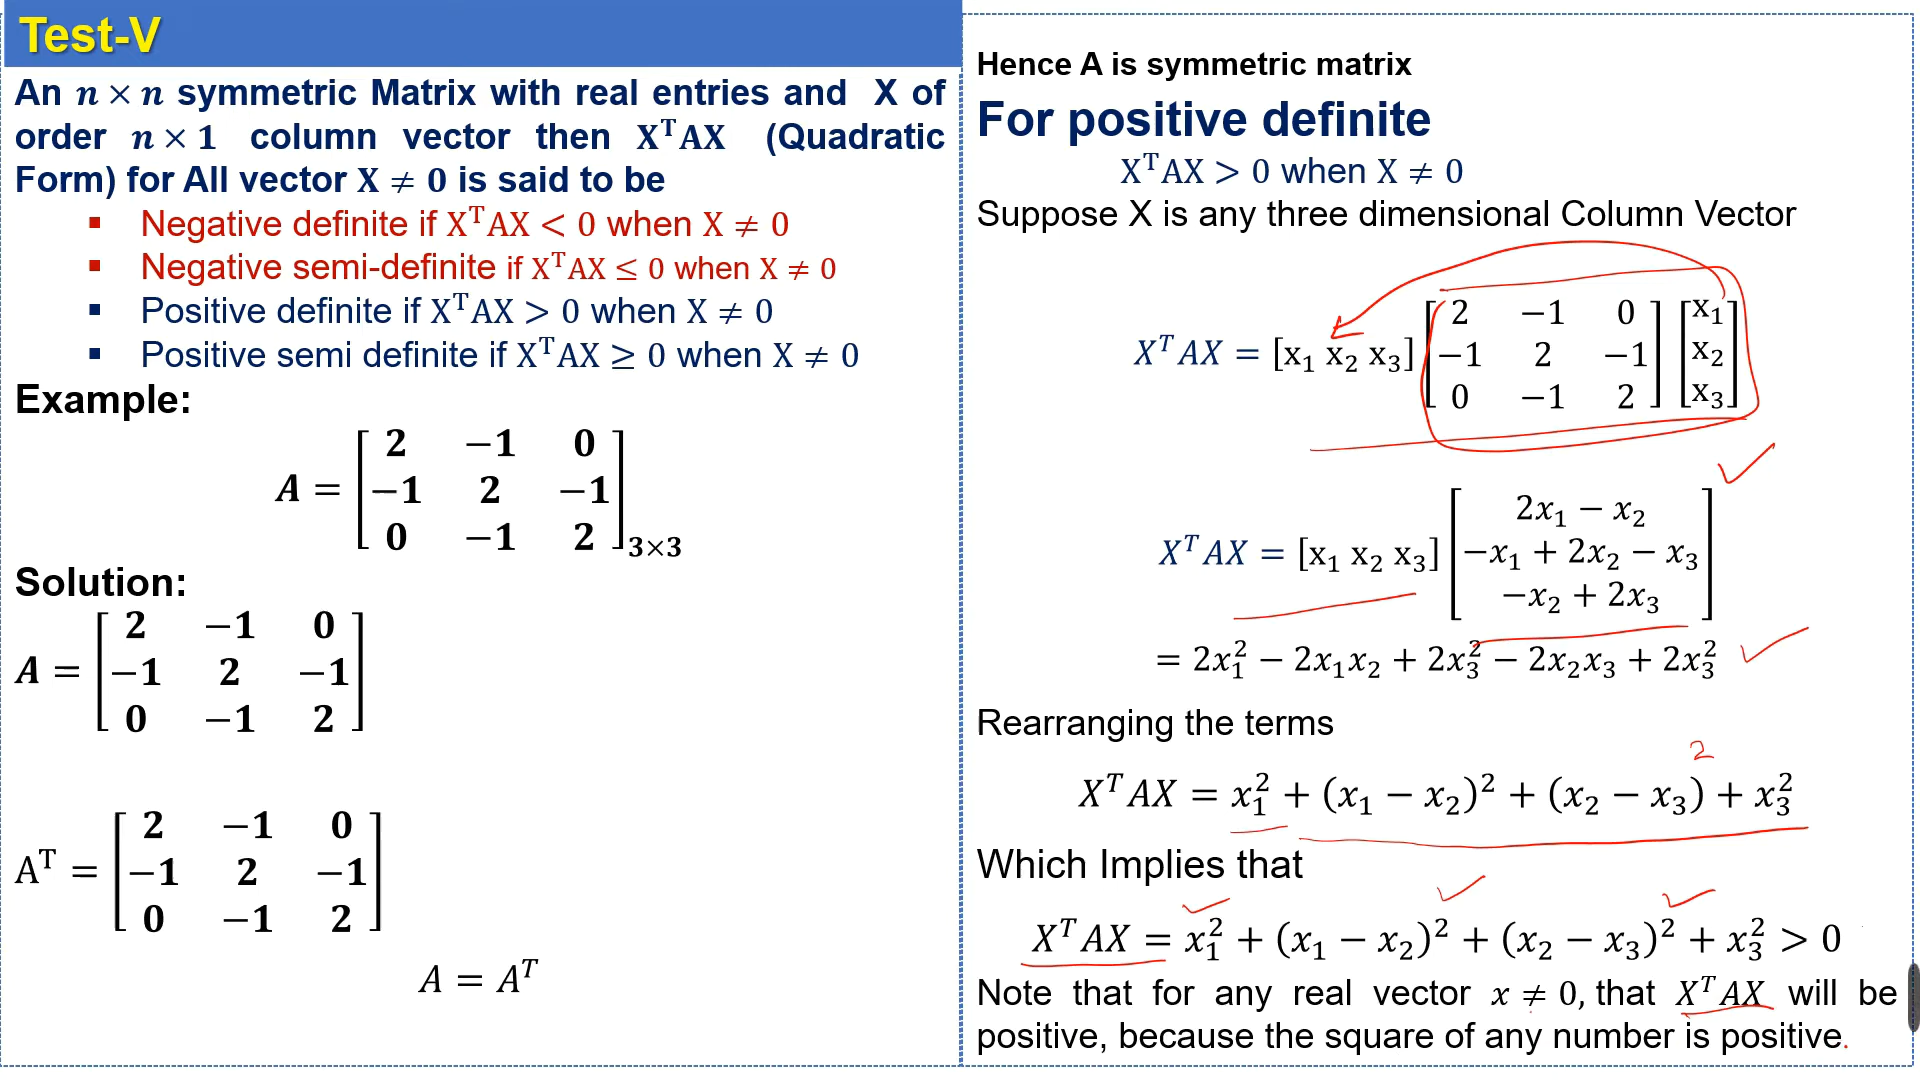 Test-V
An n × n symmetric Matrix with real entries and X of
order n × 1 column vector then XᵀAX (Quadratic
Form) for All vector X ≠ 0 is said to be
▪ Negative definite if XᵀAX < 0 when X ≠ 0
▪ Negative semi-definite if XᵀAX ≤ 0 when X ≠ 0
▪ Positive definite if XᵀAX > 0 when X ≠ 0
▪ Positive semi definite if XᵀAX ≥ 0 when X ≠ 0
Example:
A = [2 −1 0
−1 2 −1
0 −1 2]₃ₓ₃
Solution:
A = [2 −1 0
−1 2 −1
0 −1 2]
Aᵀ = [2 −1 0
−1 2 −1
0 −1 2]
A = Aᵀ
Hence A is symmetric matrix
For positive definite
XᵀAX > 0 when X ≠ 0
Suppose X is any three dimensional Column Vector
XᵀAX = [x₁ x₂ x₃] [2 −1 0
−1 2 −1
0 −1 2] [x₁
x₂
x₃]
XᵀAX = [x₁ x₂ x₃] [2x₁ − x₂
−x₁ + 2x₂ − x₃
−x₂ + 2x₃]
= 2x₁² − 2x₁x₂ + 2x₃² − 2x₂x₃ + 2x₃²
Rearranging the terms
XᵀAX = x₁² + (x₁ − x₂)² + (x₂ − x₃)² + x₃²
Which Implies that
XᵀAX = x₁² + (x₁ − x₂)² + (x₂ − x₃)² + x₃² > 0
Note that for any real vector x ≠ 0, that XᵀAX will be
positive, because the square of any number is positive.